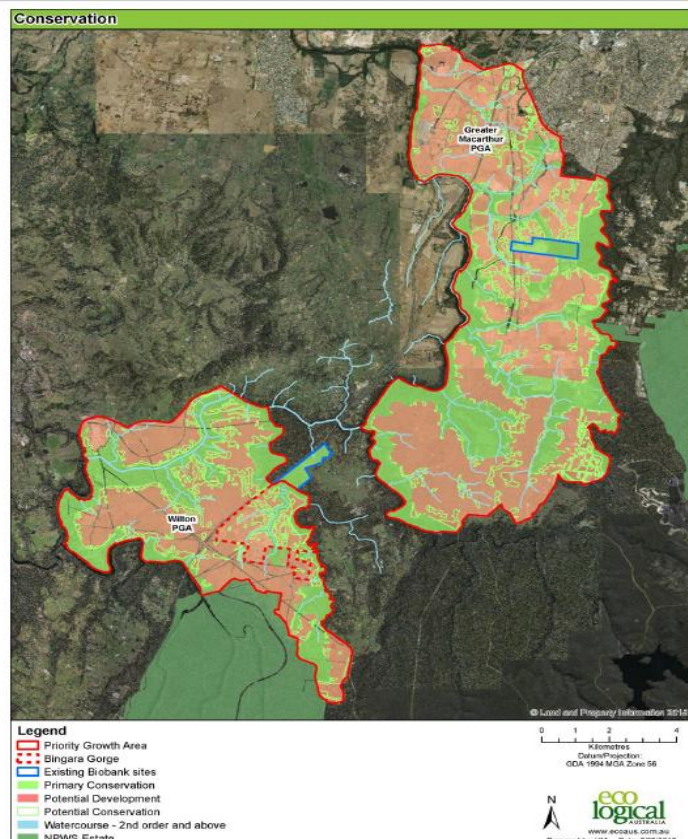 Conservation
Greater
Macarthur
PGA
Wilton
PGA
© Land and Property Information
Legend
Priority Growth Area
Bingara Gorge
Existing Biobank sites
Primary Conservation
Potential Development
Potential Conservation
Watercourse - 2nd order and above
NPWS Estate
0 1 2 4
Kilometres
Datum/Projection:
GDA 1994 MGA Zone 56
N
eco
logical
AUSTRALIA
www.ecoaus.com.au